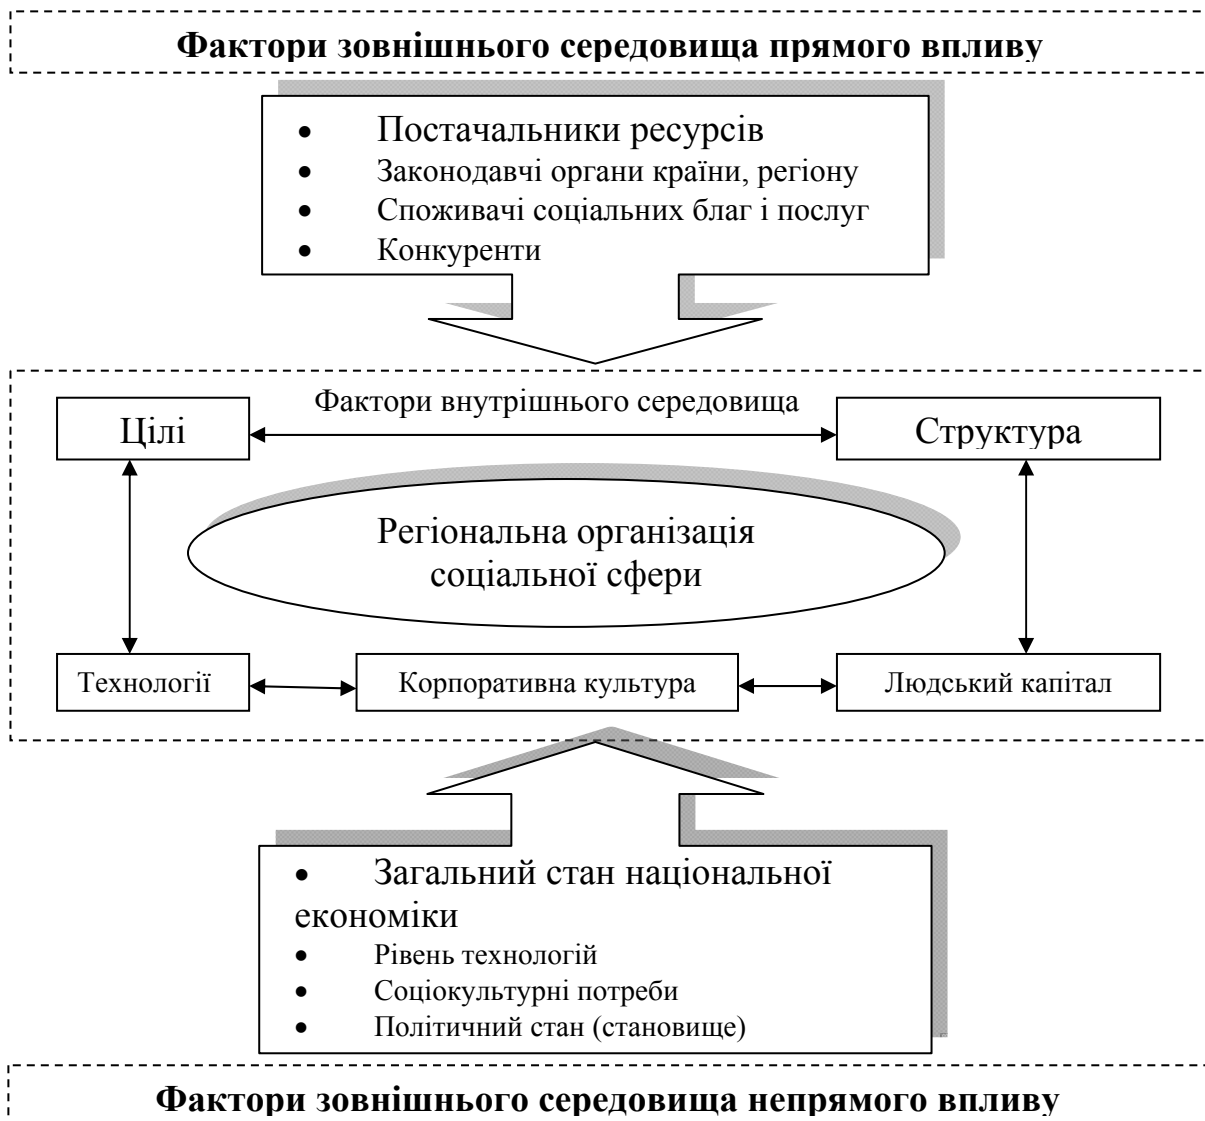 Фактори зовнішнього середовища прямого впливу
• Постачальники ресурсів
• Законодавчі органи країни, регіону
• Споживачі соціальних благ і послуг
• Конкуренти
Фактори внутрішнього середовища
Цілі
Структура
Регіональна організація
соціальної сфери
Технології
Корпоративна культура
Людський капітал
• Загальний стан національної
економіки
• Рівень технологій
• Соціокультурні потреби
• Політичний стан (становище)
Фактори зовнішнього середовища непрямого впливу